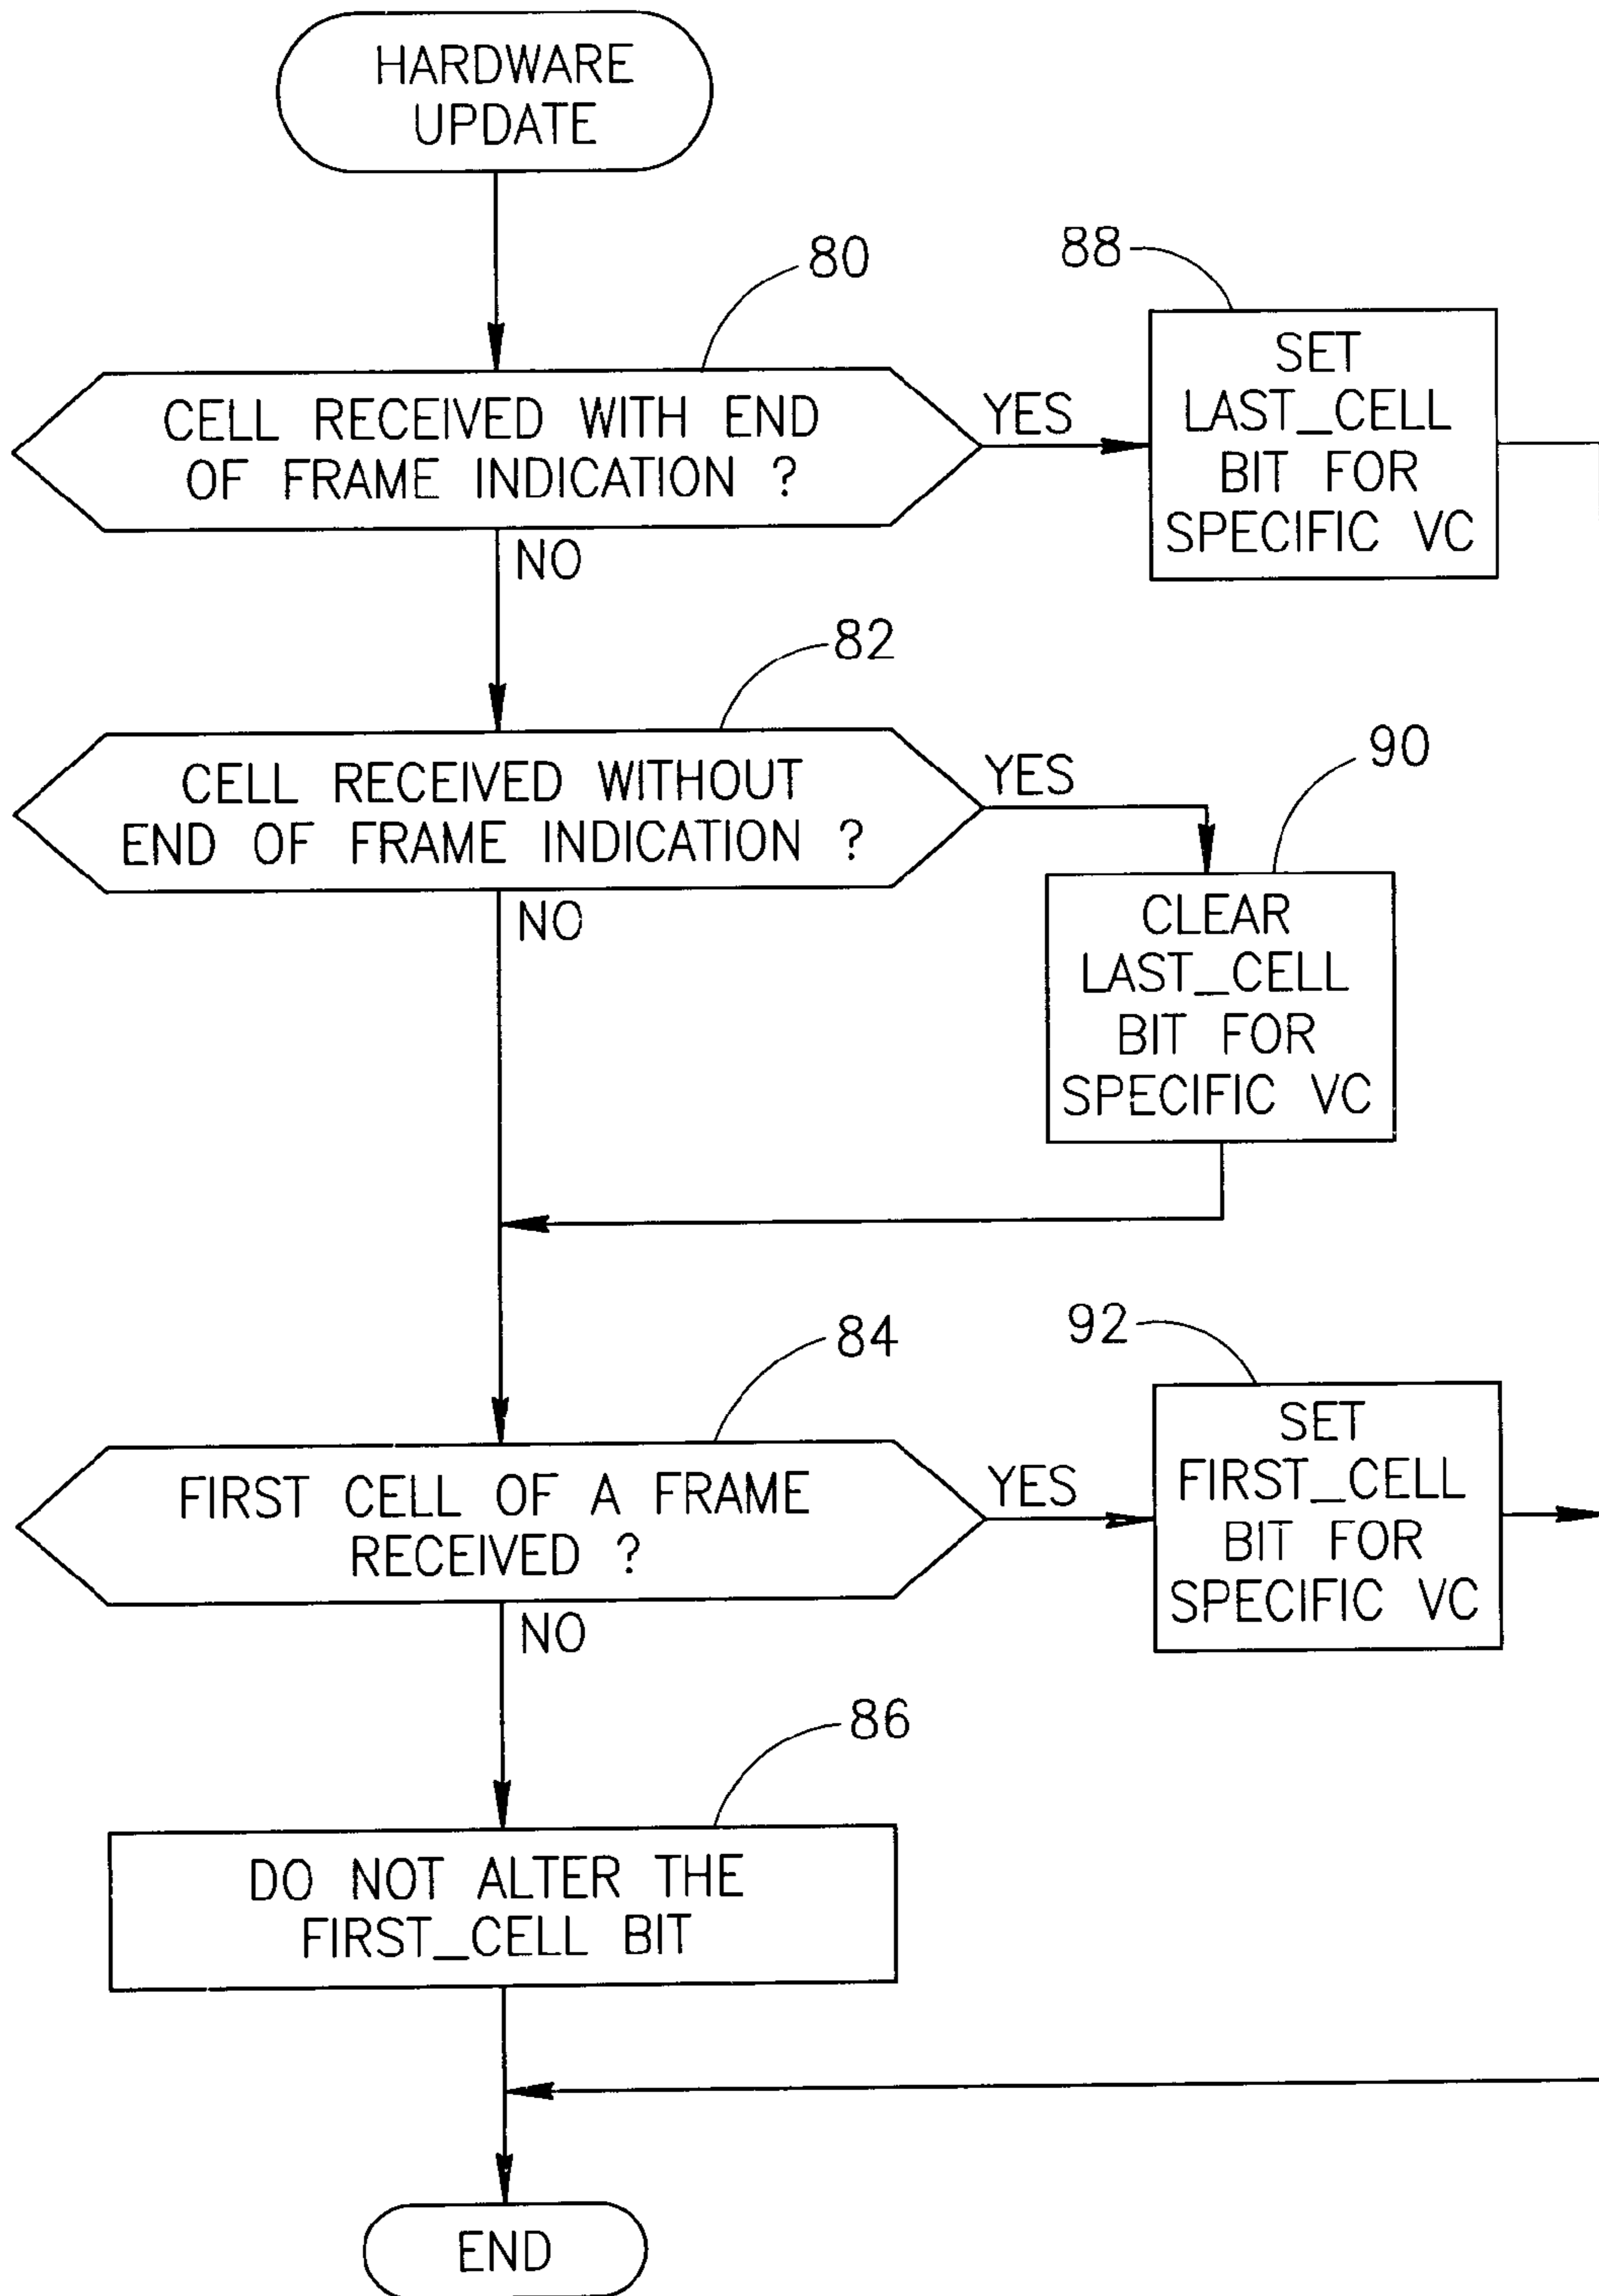 HARDWARE
UPDATE
80
CELL RECEIVED WITH END
OF FRAME INDICATION ?
YES
NO
88
SET
LAST_CELL
BIT FOR
SPECIFIC VC
82
CELL RECEIVED WITHOUT
END OF FRAME INDICATION ?
YES
NO
90
CLEAR
LAST_CELL
BIT FOR
SPECIFIC VC
84
FIRST CELL OF A FRAME
RECEIVED ?
YES
NO
92
SET
FIRST_CELL
BIT FOR
SPECIFIC VC
86
DO NOT ALTER THE
FIRST_CELL BIT
END